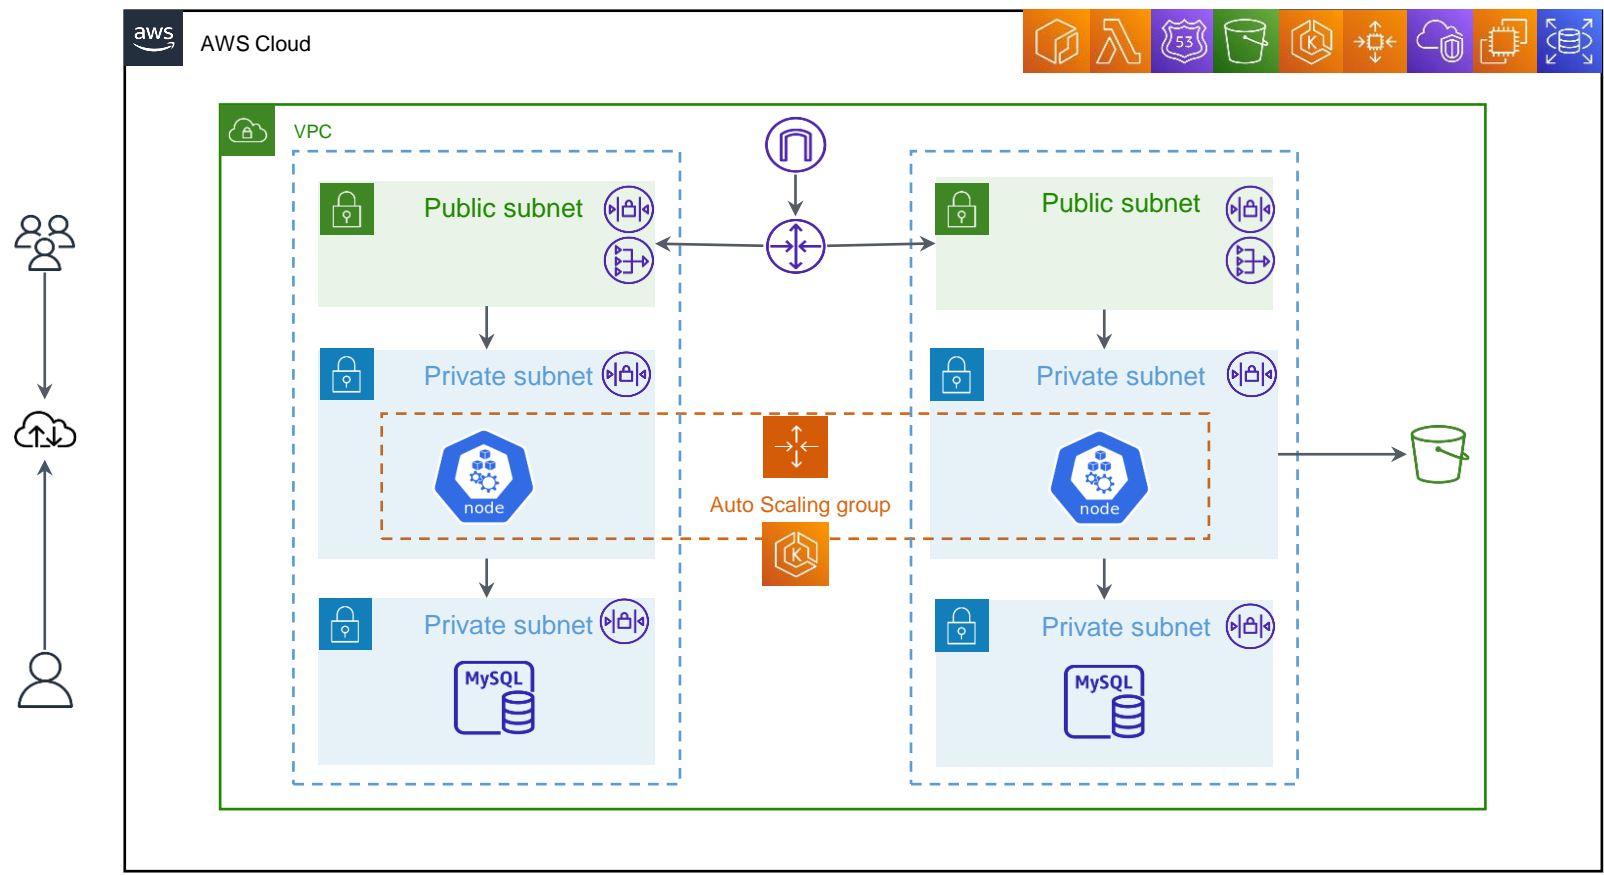 aws
AWS Cloud
53
K
VPC
Public subnet
Public subnet
Private subnet
Private subnet
node
node
Auto Scaling group
K
Private subnet
Private subnet
MySQL
MySQL